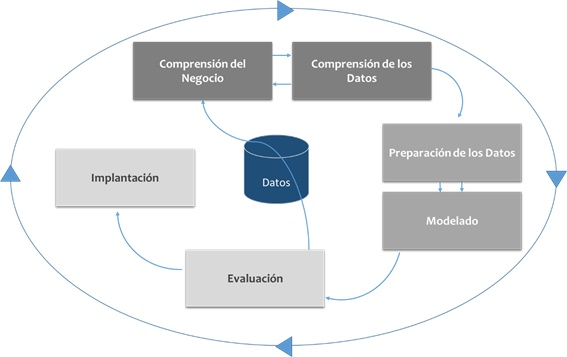 Comprensión del
Negocio
Comprensión de los
Datos
Preparación de los Datos
Implantación
Datos
Modelado
Evaluación